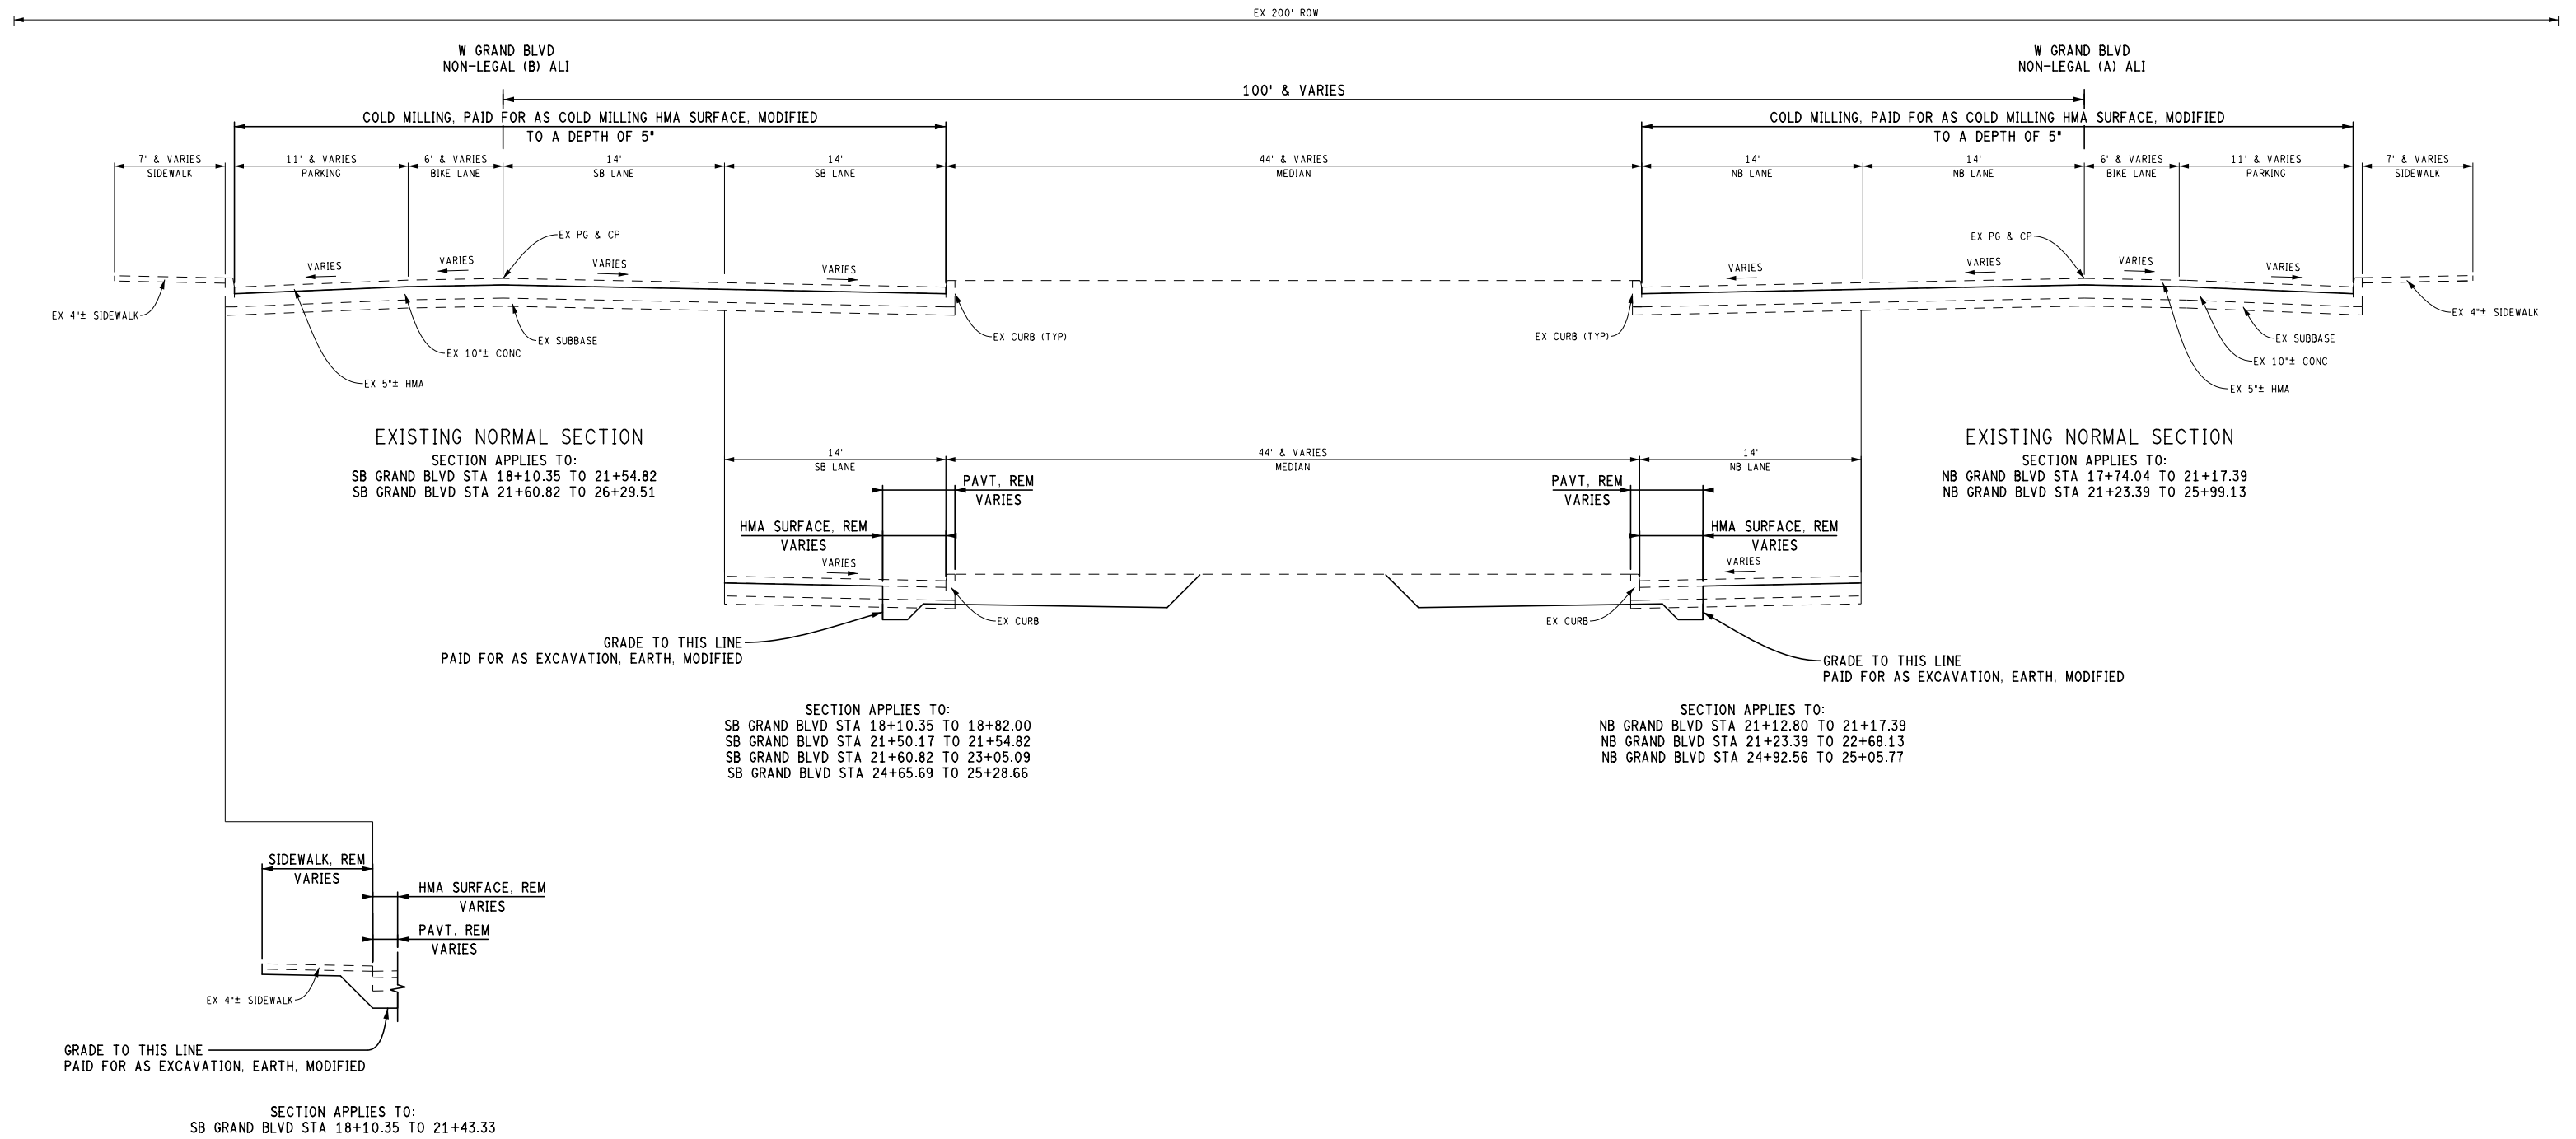 EX 200' ROW
W GRAND BLVD
NON-LEGAL (B) ALI
W GRAND BLVD
NON-LEGAL (A) ALI
100' & VARIES
COLD MILLING, PAID FOR AS COLD MILLING HMA SURFACE, MODIFIED
TO A DEPTH OF 5"
COLD MILLING, PAID FOR AS COLD MILLING HMA SURFACE, MODIFIED
TO A DEPTH OF 5"
7' & VARIES
SIDEWALK
11' & VARIES
PARKING
6' & VARIES
BIKE LANE
14'
SB LANE
14'
SB LANE
44' & VARIES
MEDIAN
14'
NB LANE
14'
NB LANE
6' & VARIES
BIKE LANE
11' & VARIES
PARKING
7' & VARIES
SIDEWALK
EX PG & CP
VARIES
VARIES
VARIES
VARIES
EX 4"± SIDEWALK
EX 10"± CONC
EX SUBBASE
EX 5"± HMA
EX CURB (TYP)
EX PG & CP
VARIES
VARIES
VARIES
VARIES
EX CURB (TYP)
EX 4"± SIDEWALK
EX SUBBASE
EX 10"± CONC
EX 5"± HMA
EXISTING NORMAL SECTION
SECTION APPLIES TO:
SB GRAND BLVD STA 18+10.35 TO 21+54.82
SB GRAND BLVD STA 21+60.82 TO 26+29.51
EXISTING NORMAL SECTION
SECTION APPLIES TO:
NB GRAND BLVD STA 17+74.04 TO 21+17.39
NB GRAND BLVD STA 21+23.39 TO 25+99.13
14'
SB LANE
44' & VARIES
MEDIAN
14'
NB LANE
PAVT, REM
VARIES
HMA SURFACE, REM
VARIES
VARIES
PAVT, REM
VARIES
HMA SURFACE, REM
VARIES
VARIES
EX CURB
EX CURB
GRADE TO THIS LINE
PAID FOR AS EXCAVATION, EARTH, MODIFIED
GRADE TO THIS LINE
PAID FOR AS EXCAVATION, EARTH, MODIFIED
SECTION APPLIES TO:
SB GRAND BLVD STA 18+10.35 TO 18+82.00
SB GRAND BLVD STA 21+50.17 TO 21+54.82
SB GRAND BLVD STA 21+60.82 TO 23+05.09
SB GRAND BLVD STA 24+65.69 TO 25+28.66
SECTION APPLIES TO:
NB GRAND BLVD STA 21+12.80 TO 21+17.39
NB GRAND BLVD STA 21+23.39 TO 22+68.13
NB GRAND BLVD STA 24+92.56 TO 25+05.77
SIDEWALK, REM
VARIES
HMA SURFACE, REM
VARIES
PAVT, REM
VARIES
EX 4"± SIDEWALK
GRADE TO THIS LINE
PAID FOR AS EXCAVATION, EARTH, MODIFIED
SECTION APPLIES TO:
SB GRAND BLVD STA 18+10.35 TO 21+43.33